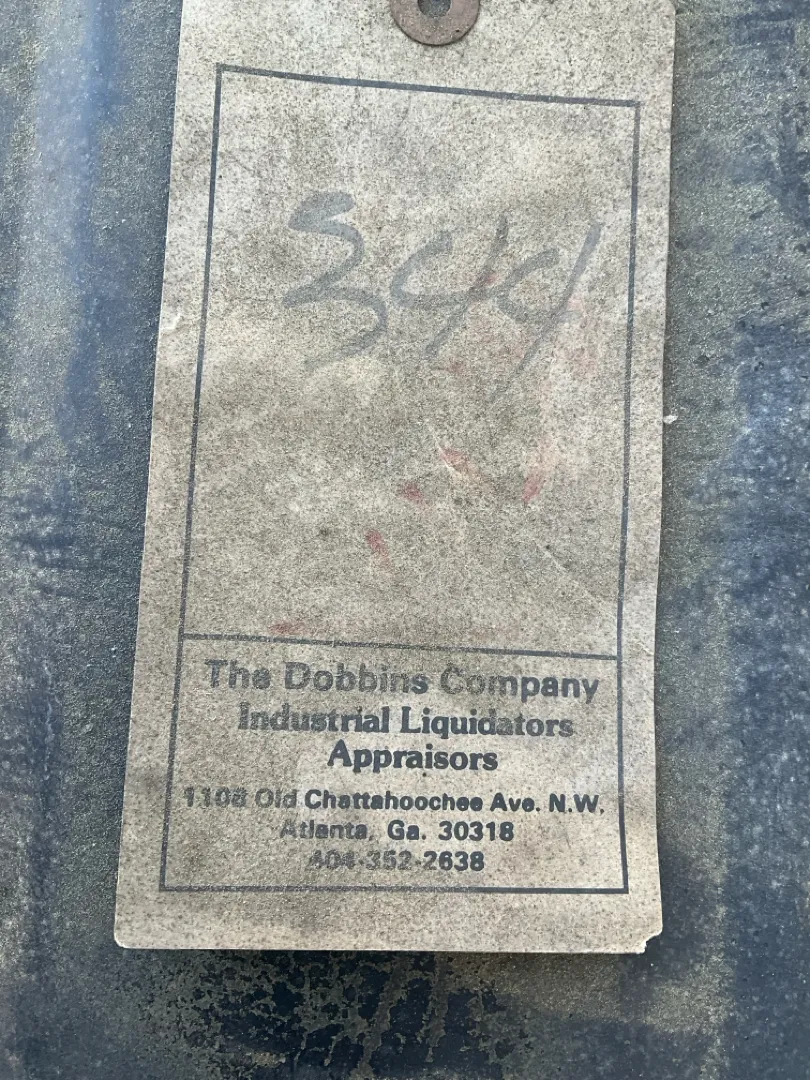 344
The Dobbins Company
Industrial Liquidators
Appraisors
1108 Old Chattahoochee Ave. N.W.
Atlanta, Ga. 30318
404-352-2638